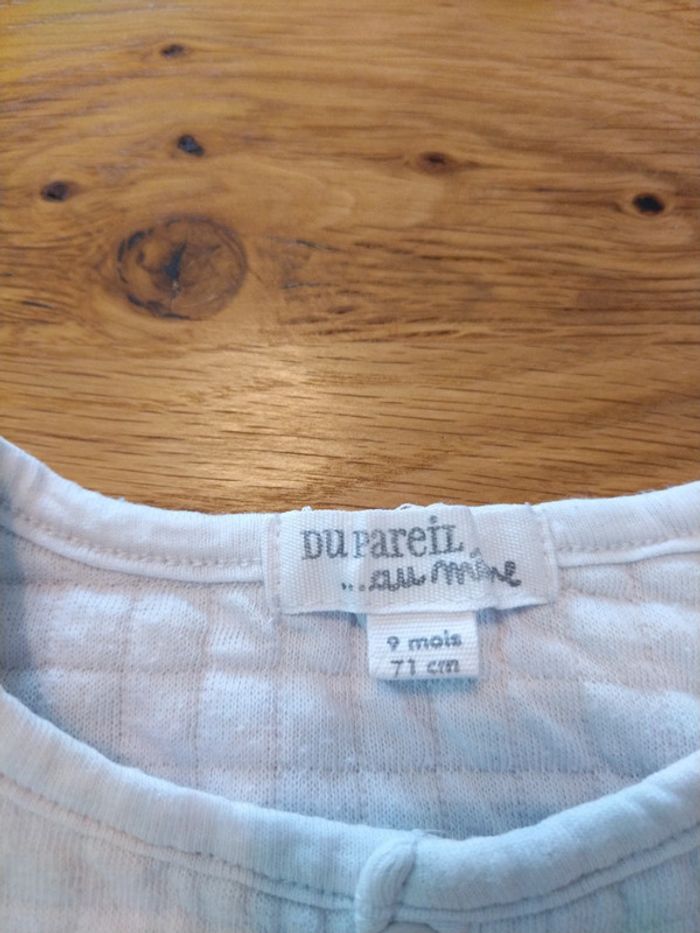 DU Pareil
...au même
9 mois
71 cm